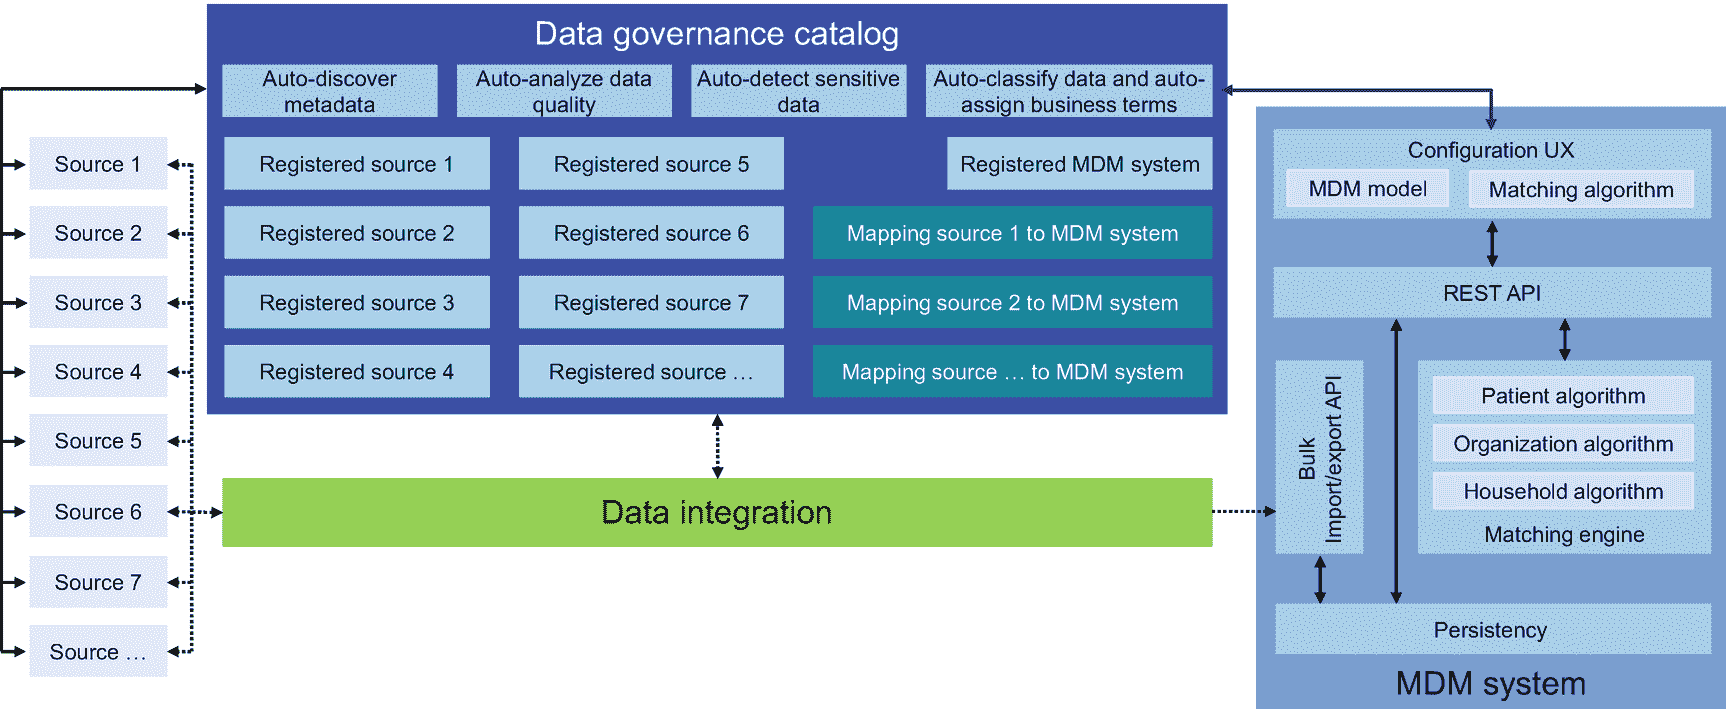 Data governance catalog
Auto-discover
metadata
Auto-analyze data
quality
Auto-detect sensitive
data
Auto-classify data and auto-
assign business terms
Source 1
Source 2
Source 3
Source 4
Source 5
Source 6
Source 7
Source …
Registered source 1
Registered source 2
Registered source 3
Registered source 4
Registered source 5
Registered source 6
Registered source 7
Registered source …
Registered MDM system
Mapping source 1 to MDM system
Mapping source 2 to MDM system
Mapping source … to MDM system
Data integration
Configuration UX
MDM model
Matching algorithm
REST API
Bulk
Import/export API
Patient algorithm
Organization algorithm
Household algorithm
Matching engine
Persistency
MDM system